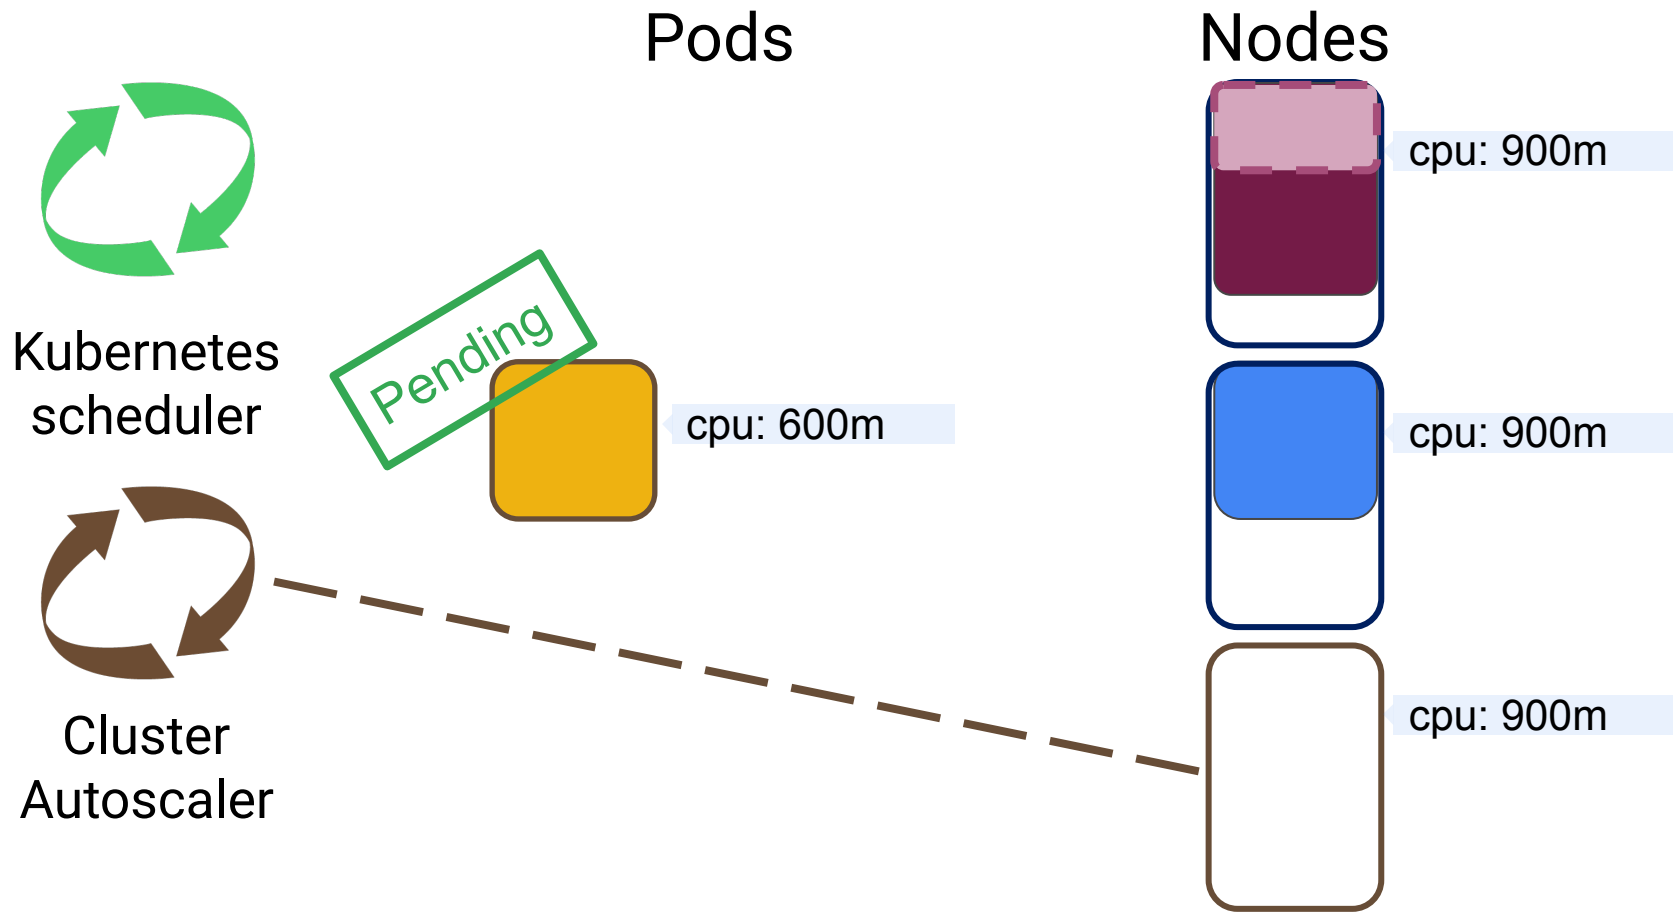 Pods
Nodes
cpu: 900m
Kubernetes
scheduler
Pending
cpu: 600m
cpu: 900m
Cluster
Autoscaler
cpu: 900m